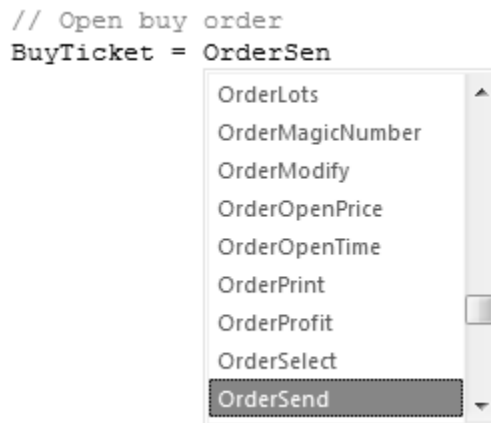 // Open buy order
BuyTicket = OrderSen
OrderLots
OrderMagicNumber
OrderModify
OrderOpenPrice
OrderOpenTime
OrderPrint
OrderProfit
OrderSelect
OrderSend